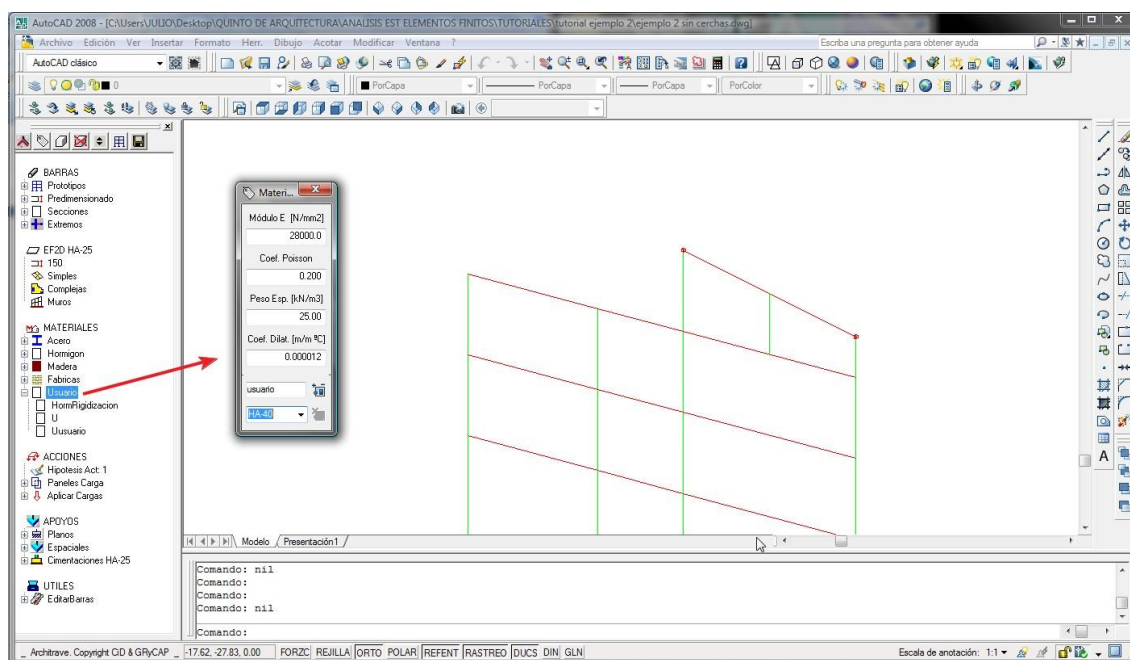 AutoCAD 2008 - [C:\Users\JULIO\Desktop\QUINTO DE ARQUITECTURA\ANALISIS EST ELEMENTOS FINITOS\TUTORIALES\tutorial ejemplo 2\ejemplo 2 sin cerchas.dwg]
Archivo Edición Ver Insertar Formato Herr. Dibujo Acotar Modificar Ventana ?
Escriba una pregunta para obtener ayuda
AutoCAD clásico
0
PorCapa
PorCapa
PorCapa
PorColor
BARRAS
Prototipos
Predimensionado
Secciones
Extremos
EF2D HA-25
150
Simples
Complejas
Muros
MATERIALES
Acero
Hormigon
Madera
Fabricas
Usuario
HormRigidizacion
U
Uusuario
ACCIONES
Hipotesis Act: 1
Paneles Carga
Aplicar Cargas
APOYOS
Planos
Espaciales
Cimentaciones HA-25
UTILES
EditarBarras
Materi...
Módulo E [N/mm2]
28000.0
Coef. Poisson
0.200
Peso Esp. [kN/m3]
25.00
Coef. Dilat. [m/m ºC]
0.000012
usuario
HA-40
Modelo
Presentación1
Comando: nil
Comando:
Comando:
Comando: nil
Comando:
_ Architrave. Copyright CiD & GRyCAP _
-17.62, -27.83, 0.00
FORZC REJILLA ORTO POLAR REFENT RASTREO DUCS DIN GLN
Escala de anotación: 1:1